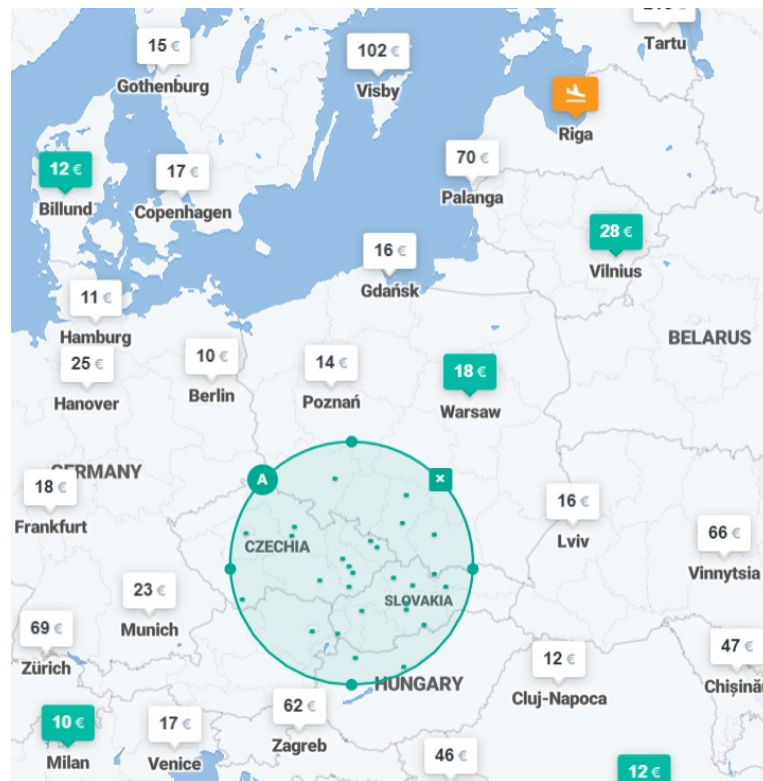 15 €
Gothenburg
102 €
Visby
Tartu
Riga
12 €
Billund
17 €
Copenhagen
70 €
Palanga
28 €
Vilnius
16 €
Gdańsk
11 €
Hamburg
25 €
Hanover
10 €
Berlin
14 €
Poznań
18 €
Warsaw
BELARUS
GERMANY
A
×
18 €
Frankfurt
CZECHIA
SLOVAKIA
16 €
Lviv
66 €
Vinnytsia
23 €
Munich
69 €
Zürich
HUNGARY
12 €
Cluj-Napoca
47 €
10 €
Milan
17 €
Venice
62 €
Zagreb
46 €
12 €